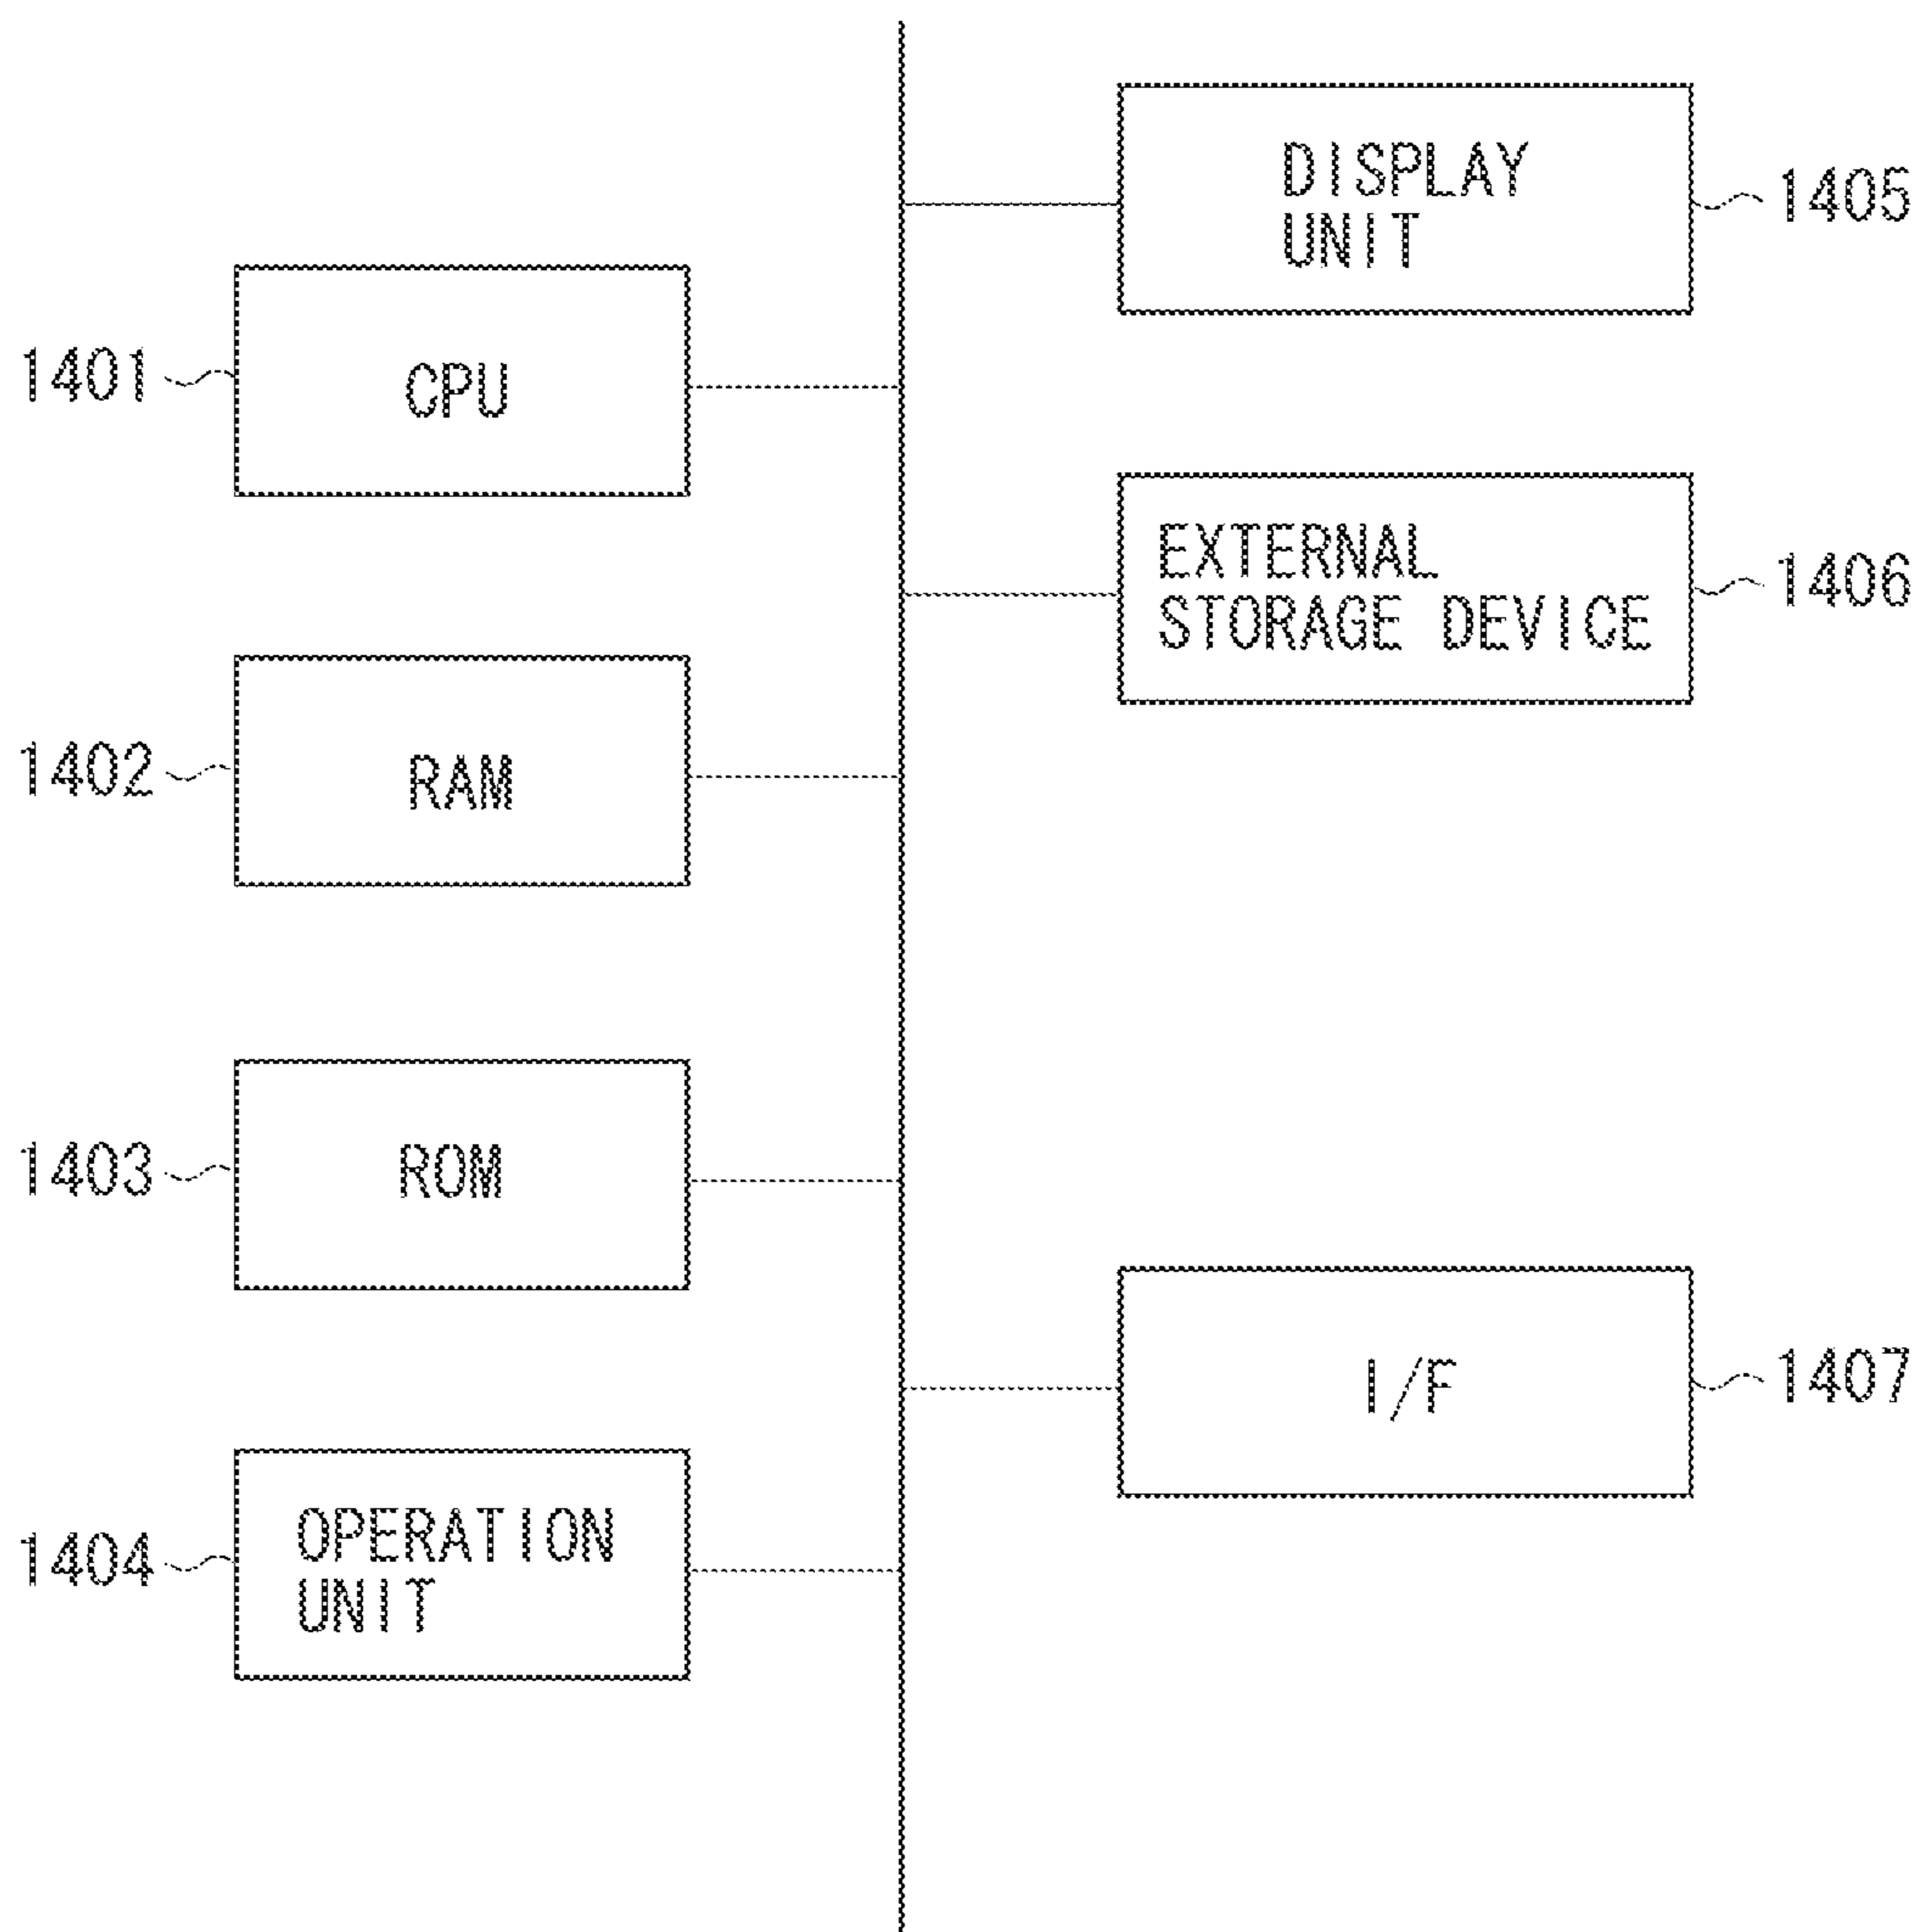 1401
CPU
1402
RAM
1403
ROM
1404
OPERATION
UNIT
DISPLAY
UNIT
1405
EXTERNAL
STORAGE DEVICE
1406
I/F
1407